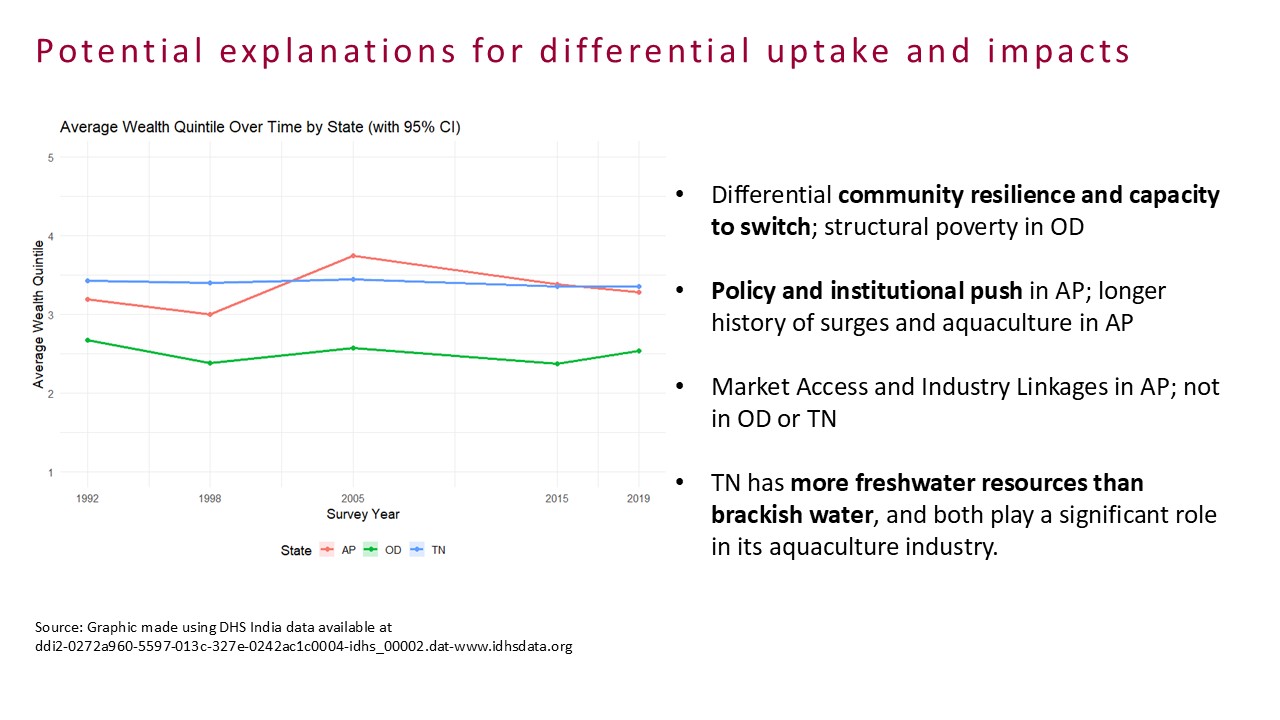 Potential explanations for differential uptake and impacts
Average Wealth Quintile Over Time by State (with 95% CI)
5
4
3
2
1
Average Wealth Quintile
1992 1998 2005 2015 2019
Survey Year
State AP OD TN
• Differential community resilience and capacity
to switch; structural poverty in OD
• Policy and institutional push in AP; longer
history of surges and aquaculture in AP
• Market Access and Industry Linkages in AP; not
in OD or TN
• TN has more freshwater resources than
brackish water, and both play a significant role
in its aquaculture industry.
Source: Graphic made using DHS India data available at
ddi2-0272a960-5597-013c-327e-0242ac1c0004-idhs_00002.dat-www.idhsdata.org